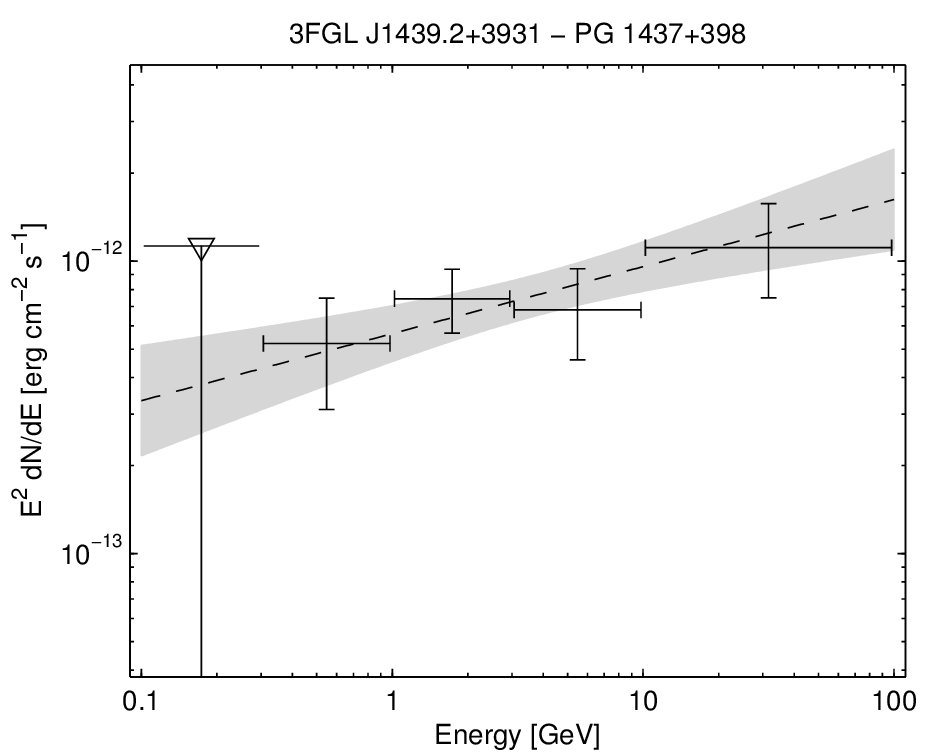 3FGL J1439.2+3931 − PG 1437+398
E² dN/dE [erg cm⁻² s⁻¹]
10⁻¹²
10⁻¹³
0.1 1 10 100
Energy [GeV]